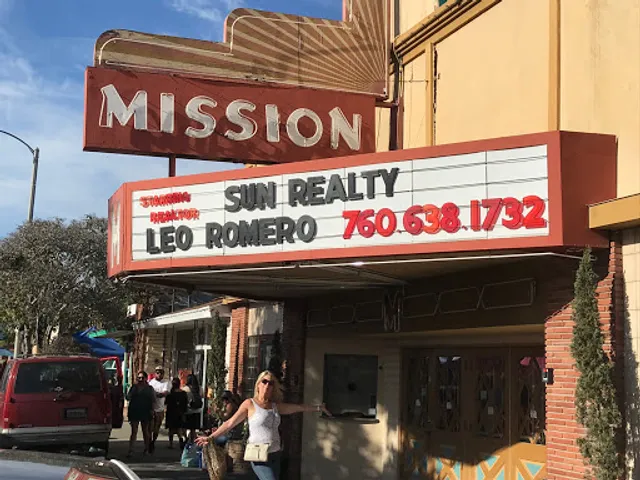 MISSION
STARRING SUN REALTY
REALTOR
LEO ROMERO 760 638 1732
M